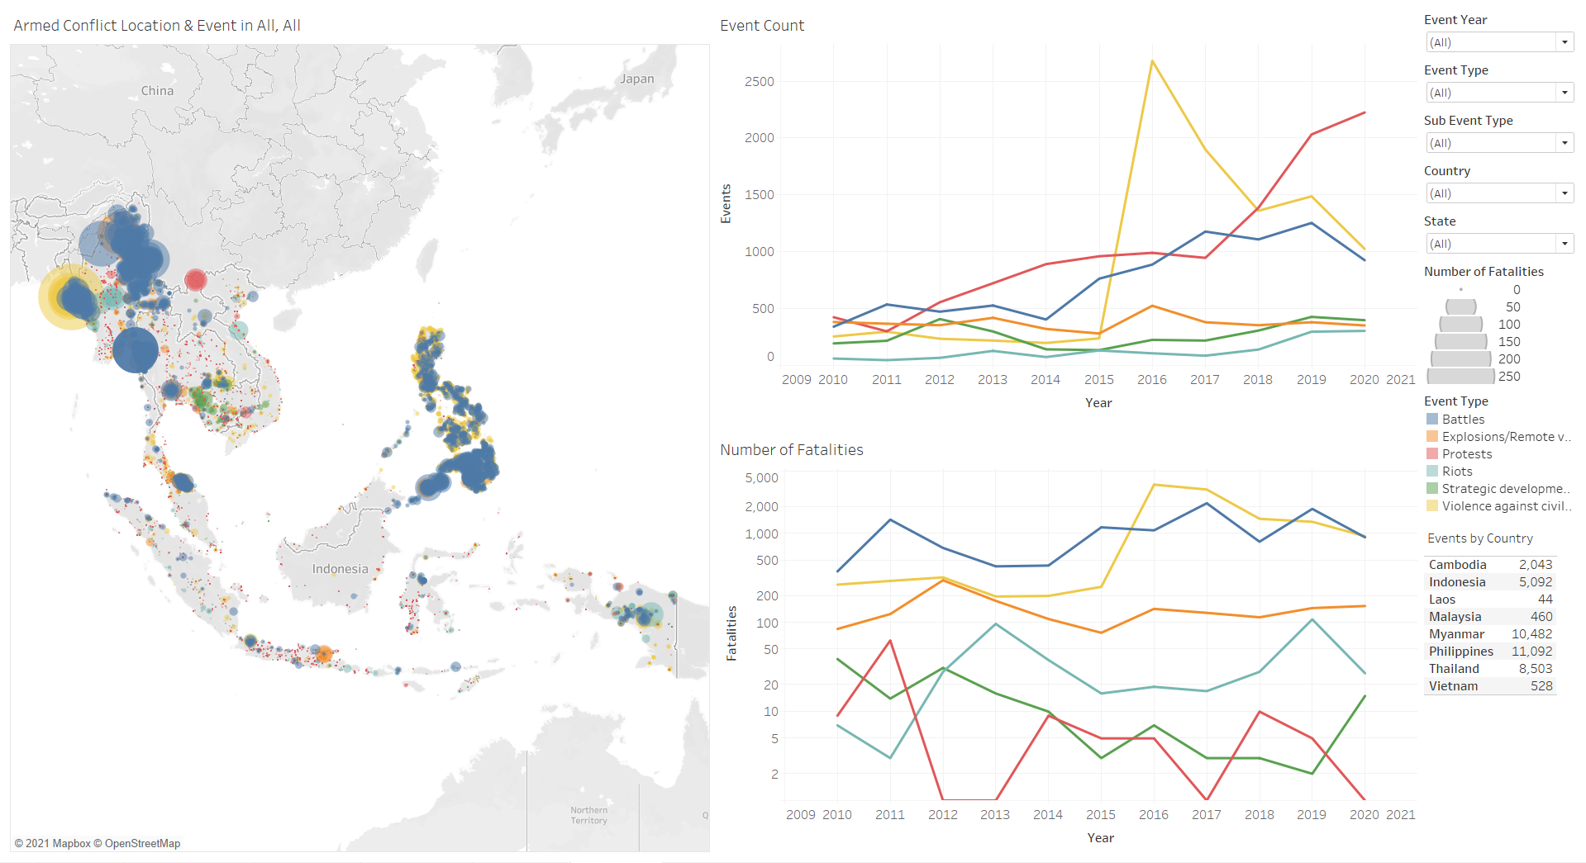 Armed Conflict Location & Event in All, All
China
Japan
Indonesia
Northern
Territory
Q
© 2021 Mapbox © OpenStreetMap
Event Count
2500
2000
1500
1000
500
0
Events
2009 2010 2011 2012 2013 2014 2015 2016 2017 2018 2019 2020 2021
Year
Number of Fatalities
5,000
2,000
1,000
500
200
100
50
20
10
5
2
Fatalities
2009 2010 2011 2012 2013 2014 2015 2016 2017 2018 2019 2020 2021
Year
Event Year
(All)
Event Type
(All)
Sub Event Type
(All)
Country
(All)
State
(All)
Number of Fatalities
0
50
100
150
200
250
Event Type
Battles
Explosions/Remote v..
Protests
Riots
Strategic developme..
Violence against civil..
Events by Country
Cambodia 2,043
Indonesia 5,092
Laos 44
Malaysia 460
Myanmar 10,482
Philippines 11,092
Thailand 8,503
Vietnam 528